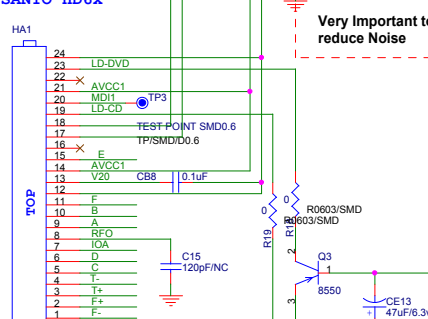 SANYO HD6X
Very Important to
reduce Noise
HA1
24
23 LD-DVD
22
21 AVCC1
20 MDI1 TP3
19 LD-CD
18 TEST POINT SMD0.6
17 TP/SMD/D0.6
16
15 E
14 AVCC1
13 V20 CB8 0.1uF
12
11 F
10 B
9 A
8 RFO
7 IOA
6 D
5 C
4 T-
3 T+
2 F+
1 F-
TOP
C15
120pF/NC
0
0
R0603/SMD
R0603/SMD
R19
R18
2
Q3
1
8550
3
CE13
+ 47uF/6.3v